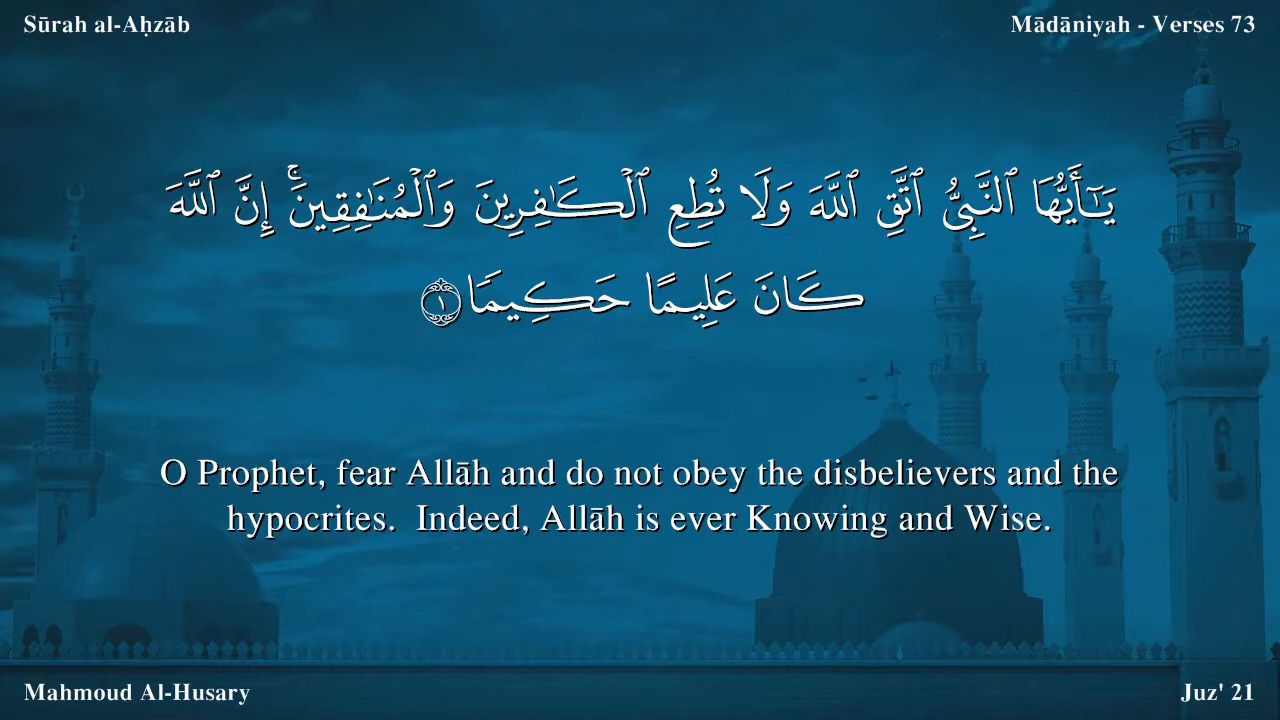 Sūrah al-Aḥzāb
Mādāniyah - Verses 73
يَـٰٓأَيُّهَا ٱلنَّبِىُّ ٱتَّقِ ٱللَّهَ وَلَا تُطِعِ ٱلْكَـٰفِرِينَ وَٱلْمُنَـٰفِقِينَ ۚ إِنَّ ٱللَّهَ
كَانَ عَلِيمًا حَكِيمًا ١
O Prophet, fear Allāh and do not obey the disbelievers and the
hypocrites.  Indeed, Allāh is ever Knowing and Wise.
Mahmoud Al-Husary
Juz' 21